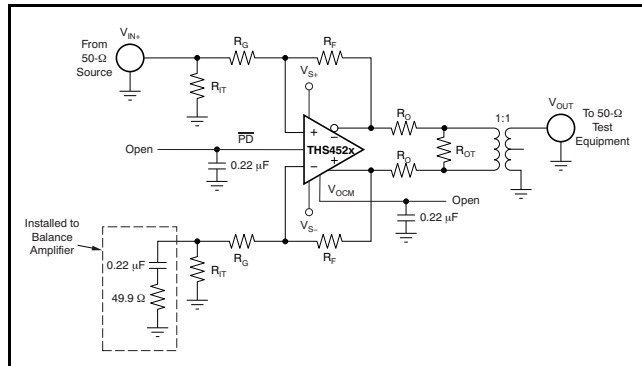 V_IN+
From
50-Ω
Source
R_G
R_F
R_IT
V_S+
PD
Open
0.22 µF
THS452x
+
−
−
+
R_O
R_O
R_OT
1:1
V_OUT
To 50-Ω
Test
Equipment
V_OCM
Open
0.22 µF
V_S−
Installed to
Balance
Amplifier
0.22 µF
49.9 Ω
R_IT
R_G
R_F